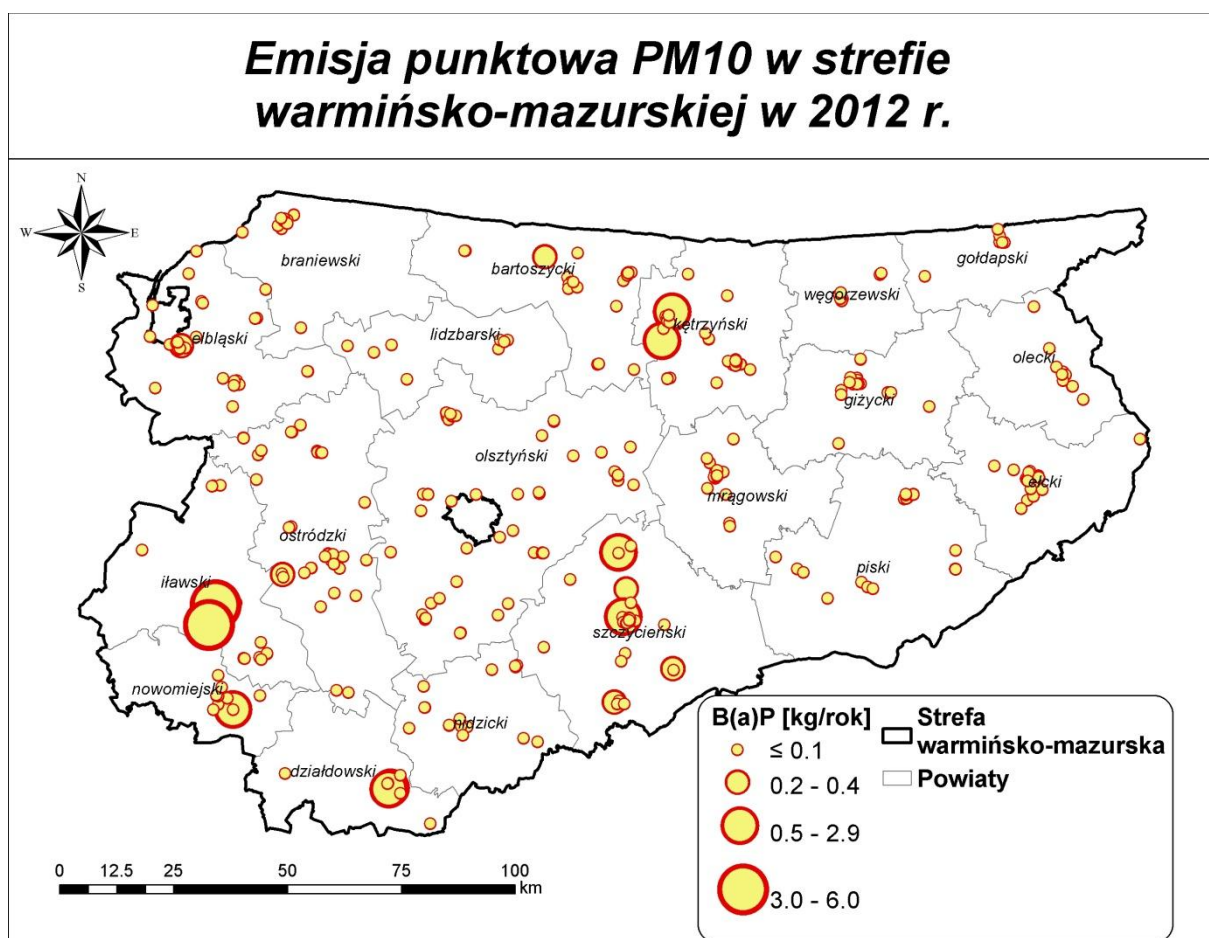 Emisja punktowa PM10 w strefie
warmińsko-mazurskiej w 2012 r.
N
W
E
S
braniewski
bartoszycki
gołdapski
węgorzewski
kętrzyński
elbląski
lidzbarski
olecki
giżycki
olsztyński
ełcki
mrągowski
ostródzki
piski
iławski
szczycieński
nowomiejski
nidzicki
działdowski
B(a)P [kg/rok]
≤ 0.1
0.2 - 0.4
0.5 - 2.9
3.0 - 6.0
Strefa
warmińsko-mazurska
Powiaty
0 12.5 25 50 75 100
km